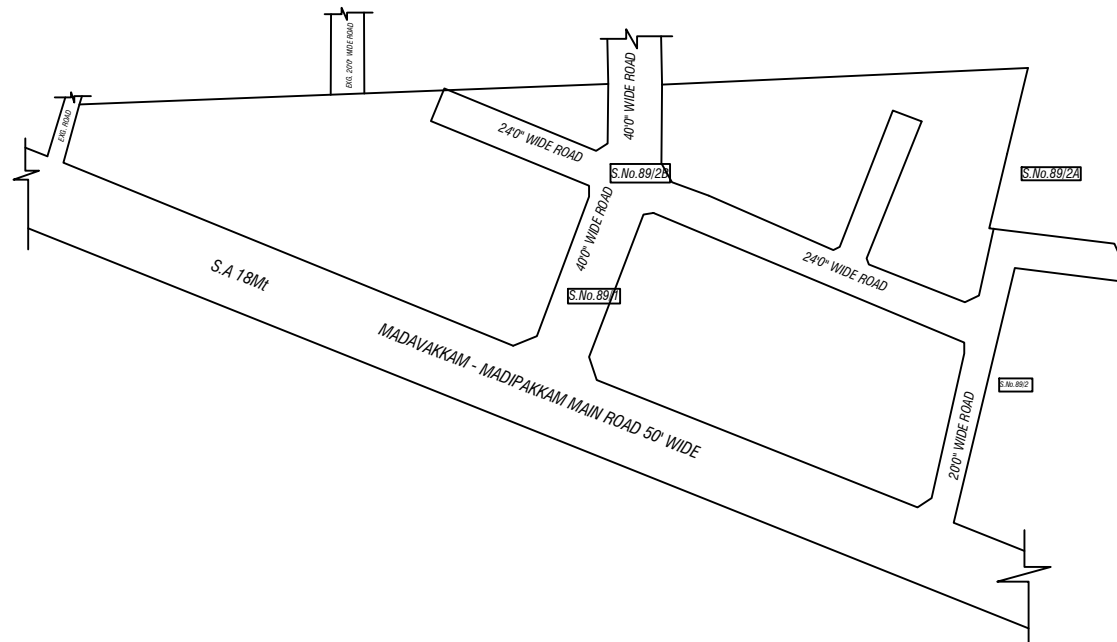 EXG. 20'0" WIDE ROAD
EXG. ROAD
40'0" WIDE ROAD
24'0" WIDE ROAD
S.No.89/2B
S.No.89/2A
40'0" WIDE ROAD
24'0" WIDE ROAD
S.A 18Mt
S.No.89/1
MADAVAKKAM - MADIPAKKAM MAIN ROAD 50' WIDE
S.No.89/2
20'0" WIDE ROAD